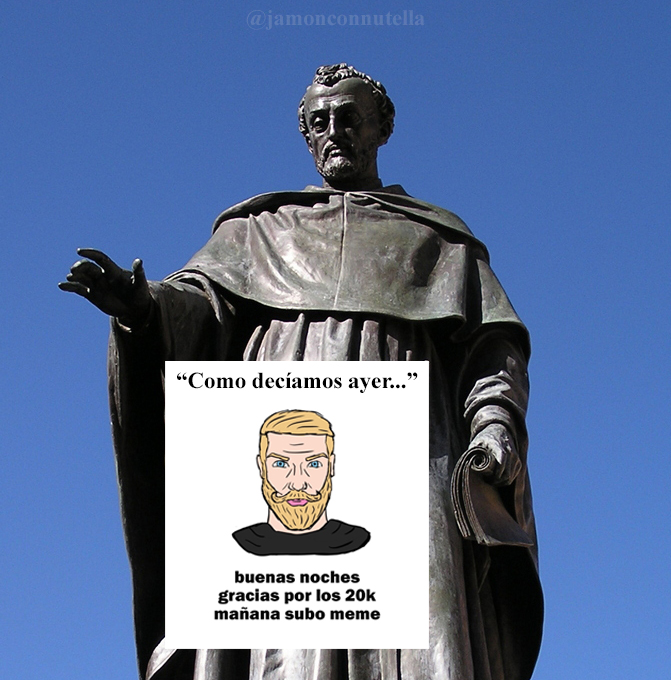 @jamonconnutella
“Como decíamos ayer...”
buenas noches
gracias por los 20k
mañana subo meme